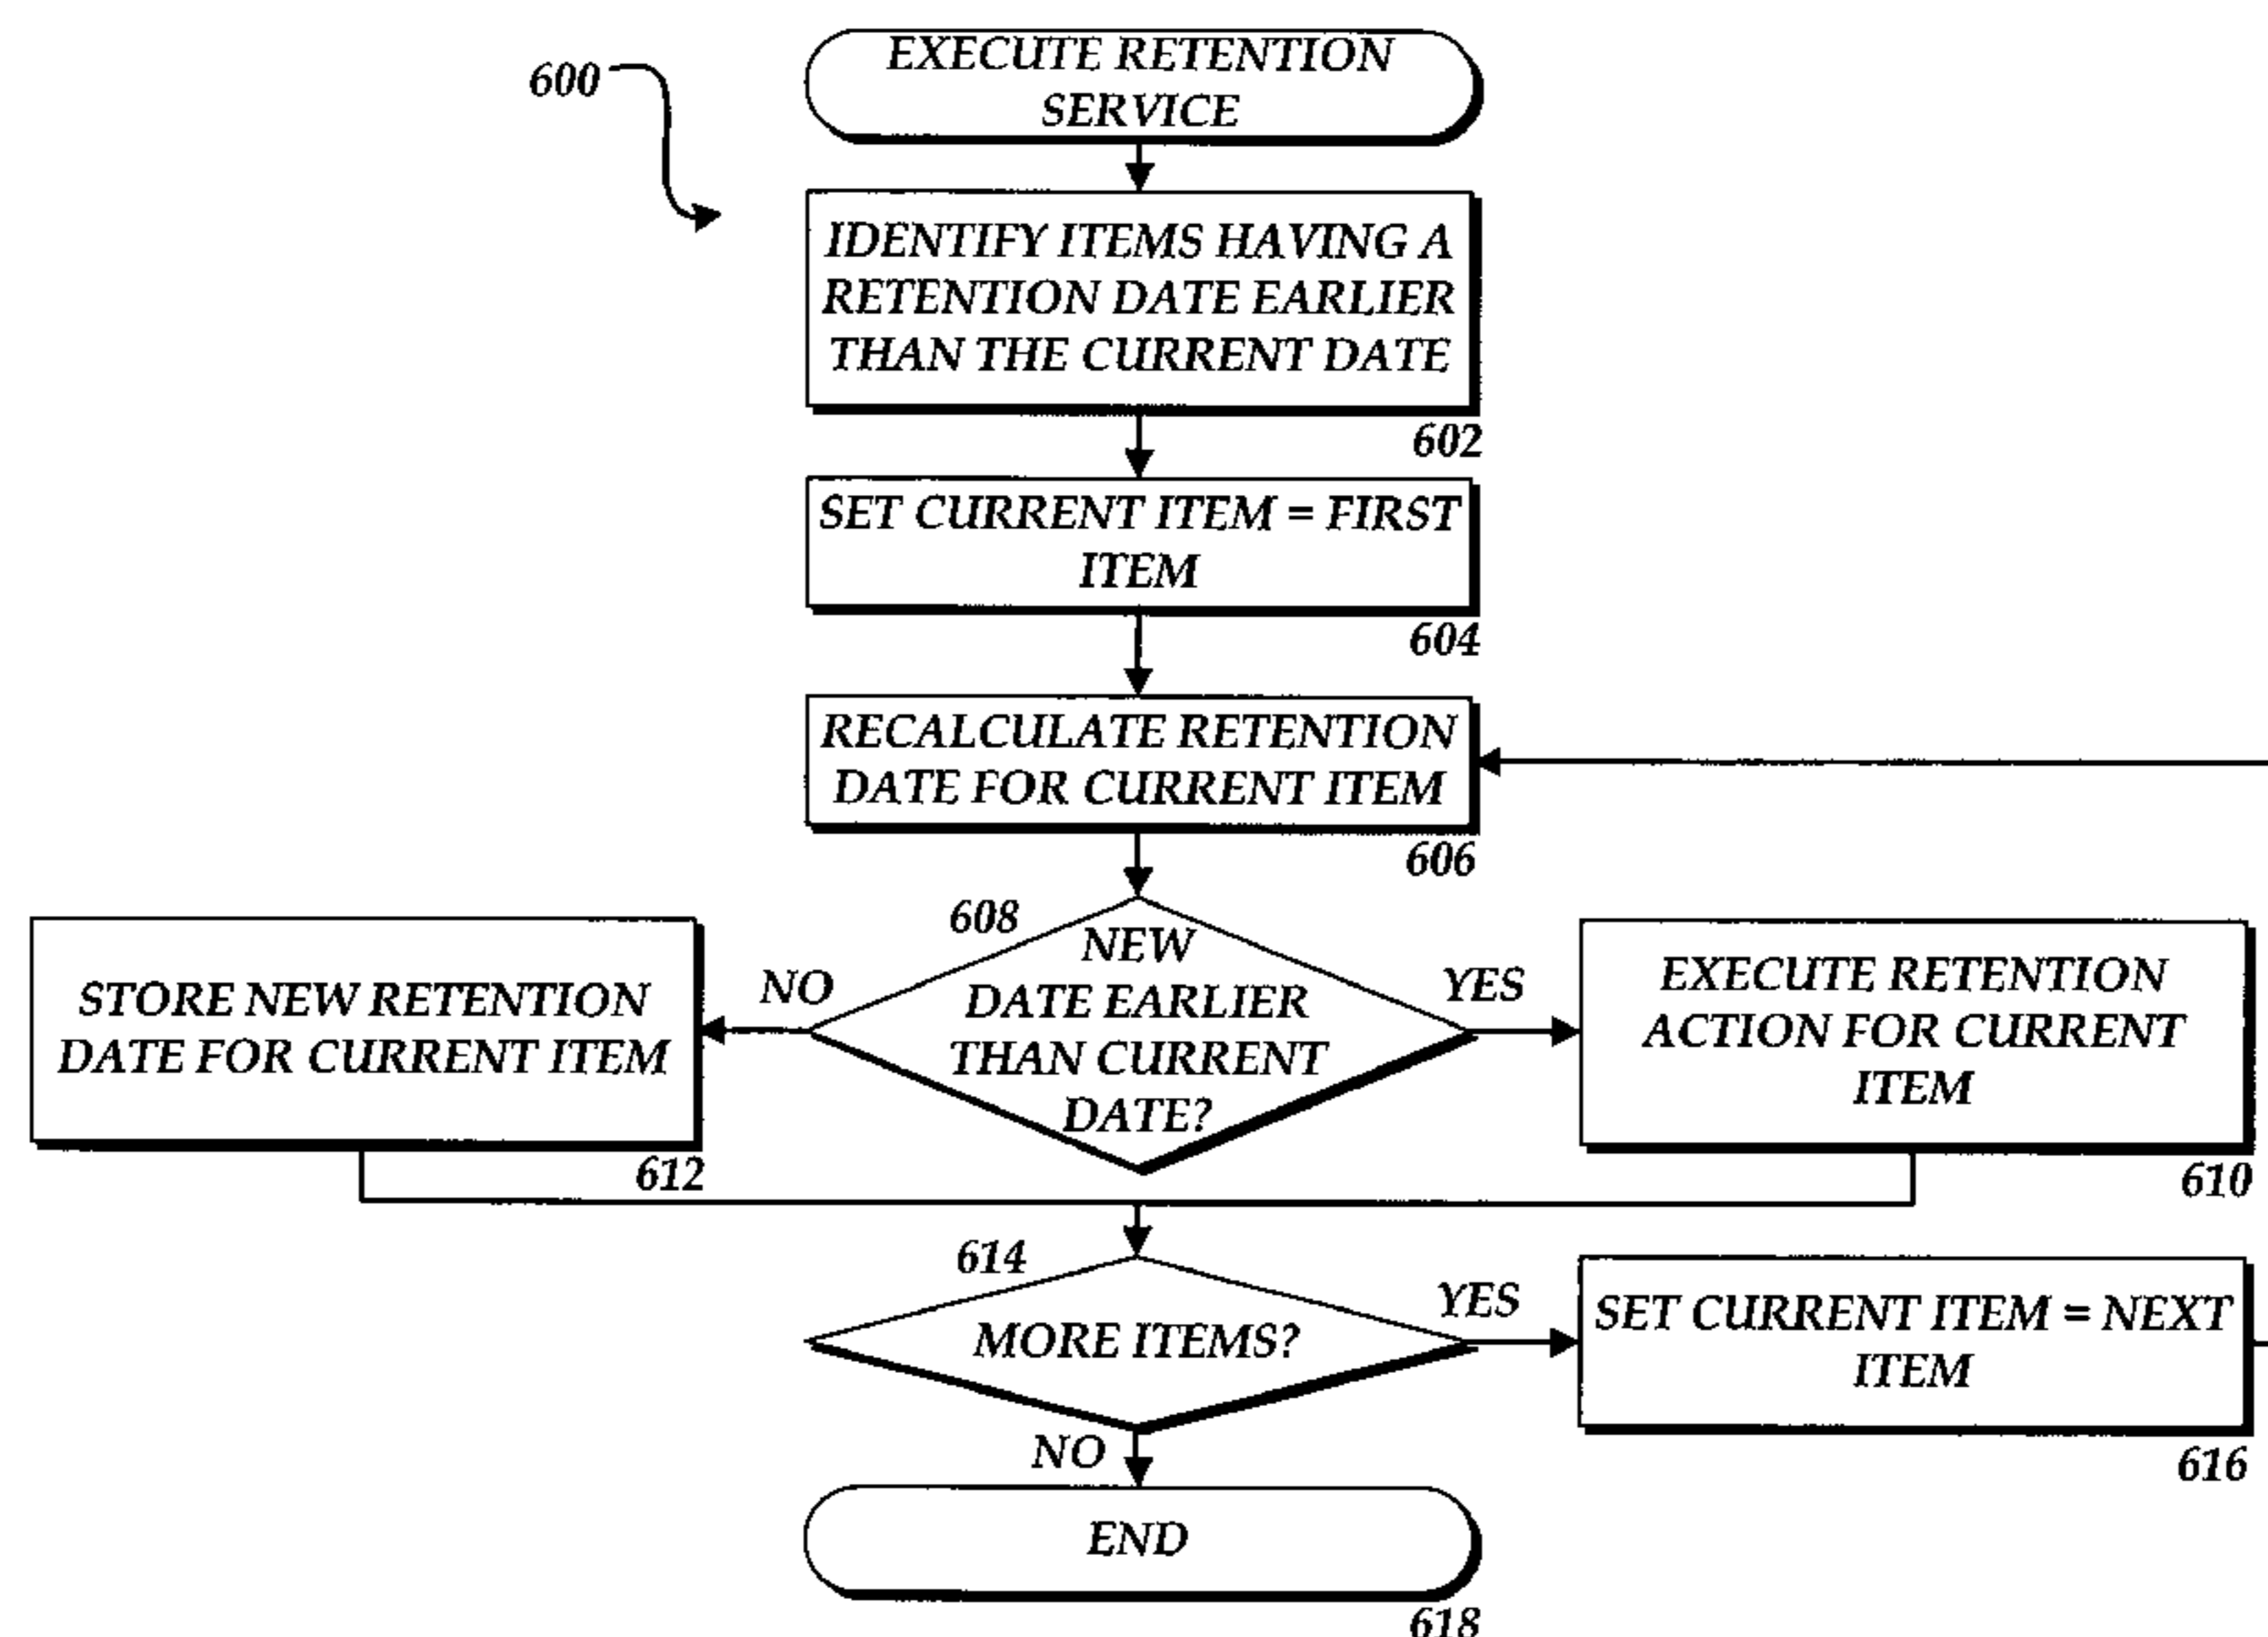 EXECUTE RETENTION
SERVICE
600
IDENTIFY ITEMS HAVING A
RETENTION DATE EARLIER
THAN THE CURRENT DATE
602
SET CURRENT ITEM = FIRST
ITEM
604
RECALCULATE RETENTION
DATE FOR CURRENT ITEM
606
608
NEW
DATE EARLIER
THAN CURRENT
DATE?
NO
YES
STORE NEW RETENTION
DATE FOR CURRENT ITEM
612
EXECUTE RETENTION
ACTION FOR CURRENT
ITEM
610
614
MORE ITEMS?
YES
SET CURRENT ITEM = NEXT
ITEM
616
NO
END
618